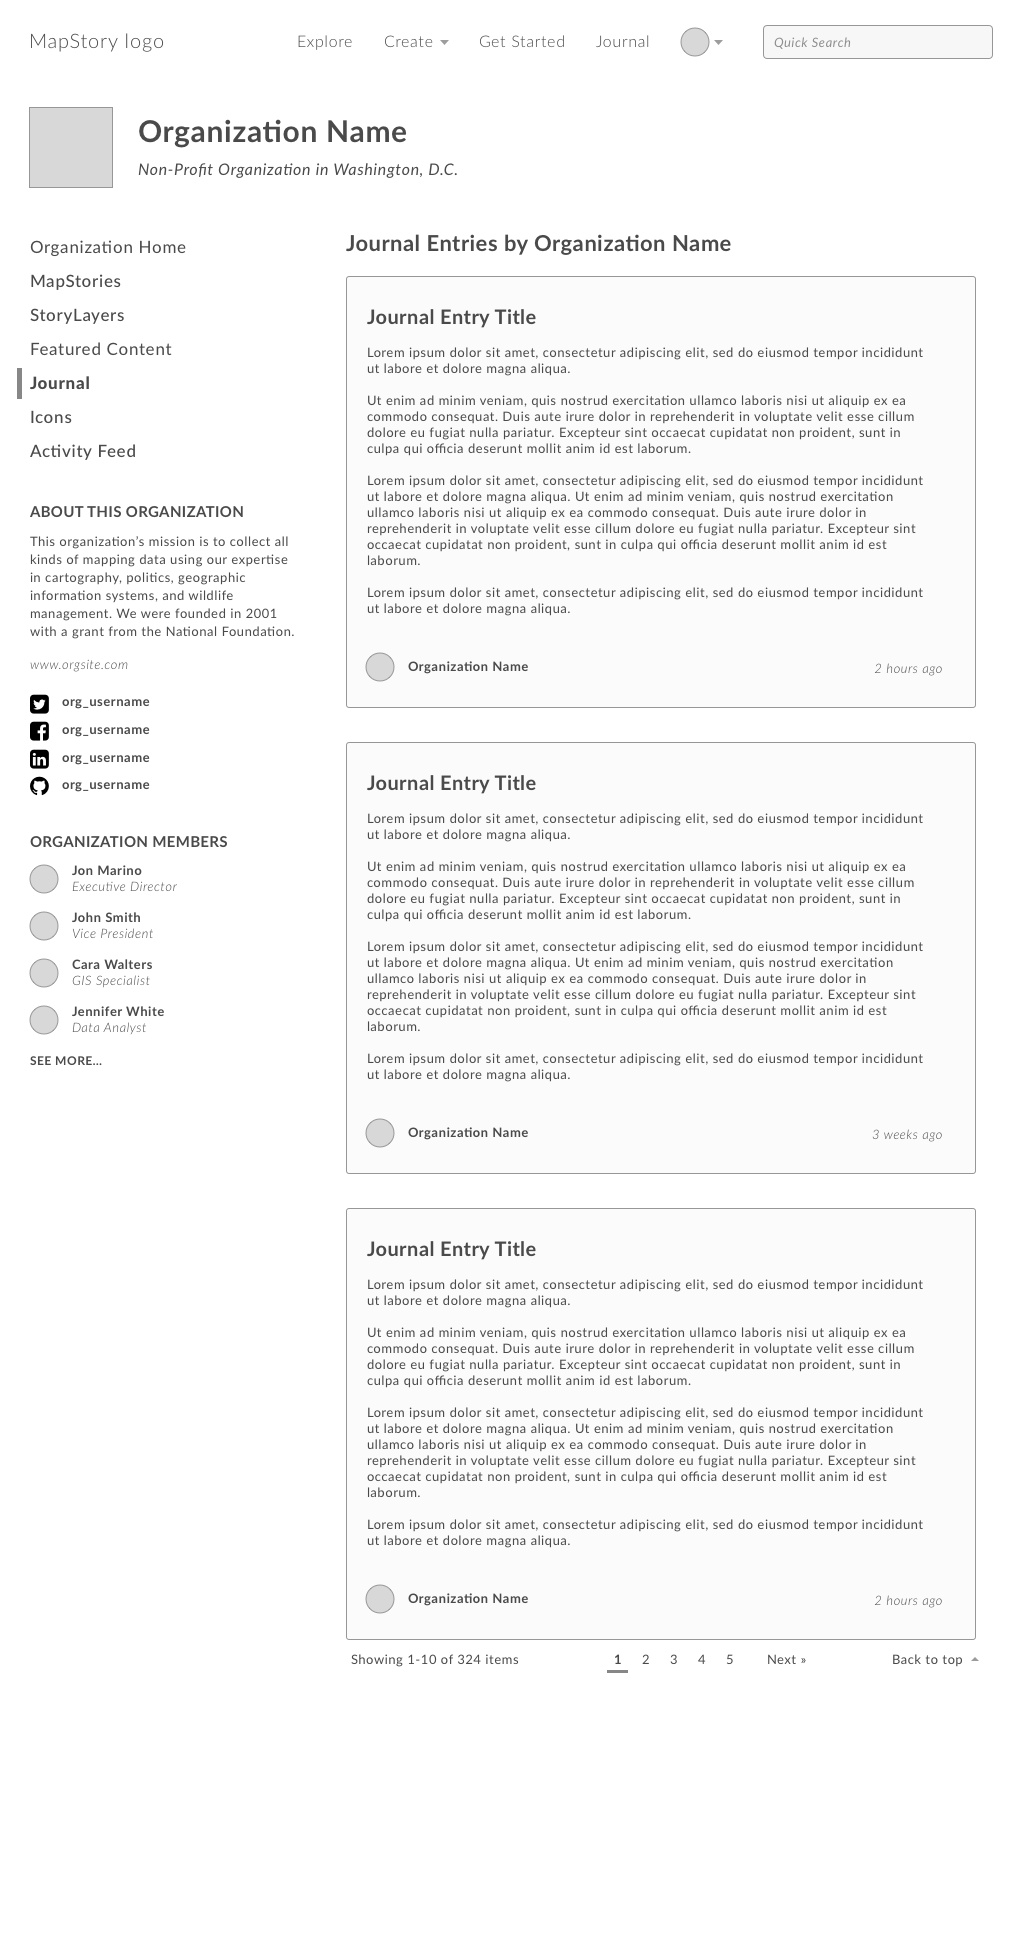 MapStory logo
Explore
Create
Get Started
Journal
Quick Search
Organization Name
Non-Profit Organization in Washington, D.C.
Organization Home
MapStories
StoryLayers
Featured Content
Journal
Icons
Activity Feed
ABOUT THIS ORGANIZATION
This organization’s mission is to collect all
kinds of mapping data using our expertise
in cartography, politics, geographic
information systems, and wildlife
management. We were founded in 2001
with a grant from the National Foundation.
www.orgsite.com
org_username
org_username
org_username
org_username
ORGANIZATION MEMBERS
Jon Marino
Executive Director
John Smith
Vice President
Cara Walters
GIS Specialist
Jennifer White
Data Analyst
SEE MORE...
Journal Entries by Organization Name
Journal Entry Title
Lorem ipsum dolor sit amet, consectetur adipiscing elit, sed do eiusmod tempor incididunt
ut labore et dolore magna aliqua.
Ut enim ad minim veniam, quis nostrud exercitation ullamco laboris nisi ut aliquip ex ea
commodo consequat. Duis aute irure dolor in reprehenderit in voluptate velit esse cillum
dolore eu fugiat nulla pariatur. Excepteur sint occaecat cupidatat non proident, sunt in
culpa qui officia deserunt mollit anim id est laborum.
Lorem ipsum dolor sit amet, consectetur adipiscing elit, sed do eiusmod tempor incididunt
ut labore et dolore magna aliqua. Ut enim ad minim veniam, quis nostrud exercitation
ullamco laboris nisi ut aliquip ex ea commodo consequat. Duis aute irure dolor in
reprehenderit in voluptate velit esse cillum dolore eu fugiat nulla pariatur. Excepteur sint
occaecat cupidatat non proident, sunt in culpa qui officia deserunt mollit anim id est
laborum.
Lorem ipsum dolor sit amet, consectetur adipiscing elit, sed do eiusmod tempor incididunt
ut labore et dolore magna aliqua.
Organization Name
2 hours ago
Journal Entry Title
Lorem ipsum dolor sit amet, consectetur adipiscing elit, sed do eiusmod tempor incididunt
ut labore et dolore magna aliqua.
Ut enim ad minim veniam, quis nostrud exercitation ullamco laboris nisi ut aliquip ex ea
commodo consequat. Duis aute irure dolor in reprehenderit in voluptate velit esse cillum
dolore eu fugiat nulla pariatur. Excepteur sint occaecat cupidatat non proident, sunt in
culpa qui officia deserunt mollit anim id est laborum.
Lorem ipsum dolor sit amet, consectetur adipiscing elit, sed do eiusmod tempor incididunt
ut labore et dolore magna aliqua. Ut enim ad minim veniam, quis nostrud exercitation
ullamco laboris nisi ut aliquip ex ea commodo consequat. Duis aute irure dolor in
reprehenderit in voluptate velit esse cillum dolore eu fugiat nulla pariatur. Excepteur sint
occaecat cupidatat non proident, sunt in culpa qui officia deserunt mollit anim id est
laborum.
Lorem ipsum dolor sit amet, consectetur adipiscing elit, sed do eiusmod tempor incididunt
ut labore et dolore magna aliqua.
Organization Name
3 weeks ago
Journal Entry Title
Lorem ipsum dolor sit amet, consectetur adipiscing elit, sed do eiusmod tempor incididunt
ut labore et dolore magna aliqua.
Ut enim ad minim veniam, quis nostrud exercitation ullamco laboris nisi ut aliquip ex ea
commodo consequat. Duis aute irure dolor in reprehenderit in voluptate velit esse cillum
dolore eu fugiat nulla pariatur. Excepteur sint occaecat cupidatat non proident, sunt in
culpa qui officia deserunt mollit anim id est laborum.
Lorem ipsum dolor sit amet, consectetur adipiscing elit, sed do eiusmod tempor incididunt
ut labore et dolore magna aliqua. Ut enim ad minim veniam, quis nostrud exercitation
ullamco laboris nisi ut aliquip ex ea commodo consequat. Duis aute irure dolor in
reprehenderit in voluptate velit esse cillum dolore eu fugiat nulla pariatur. Excepteur sint
occaecat cupidatat non proident, sunt in culpa qui officia deserunt mollit anim id est
laborum.
Lorem ipsum dolor sit amet, consectetur adipiscing elit, sed do eiusmod tempor incididunt
ut labore et dolore magna aliqua.
Organization Name
2 hours ago
Showing 1-10 of 324 items
1 2 3 4 5 Next »
Back to top